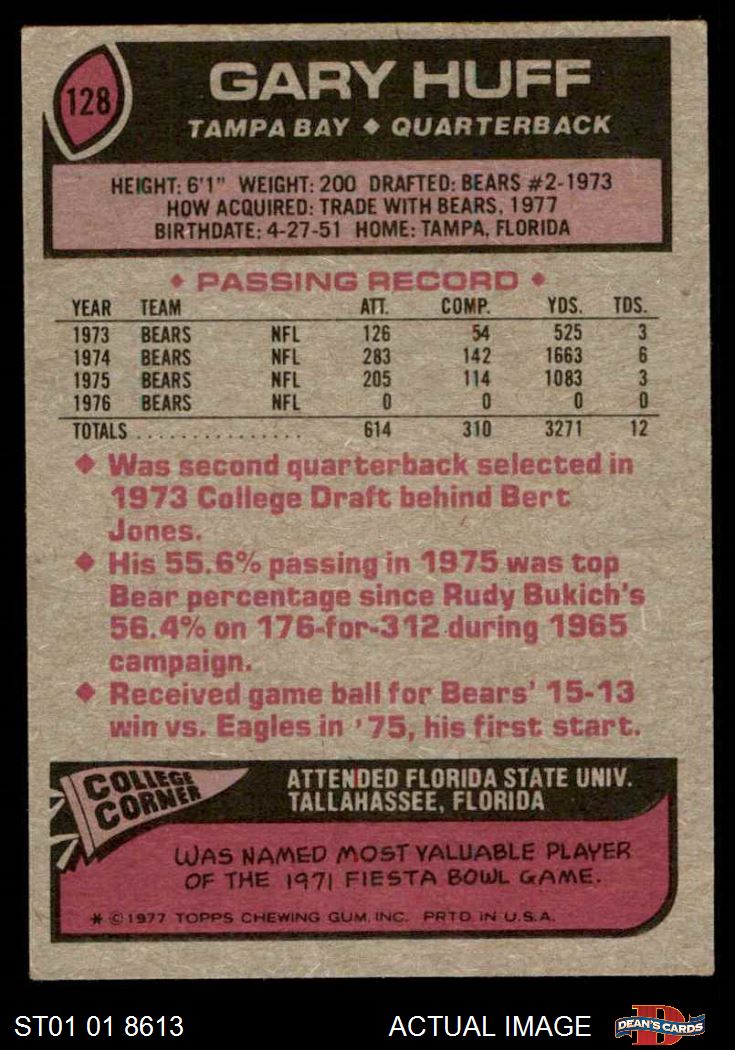 128
GARY HUFF
TAMPA BAY ♦ QUARTERBACK
HEIGHT: 6'1" WEIGHT: 200 DRAFTED: BEARS #2-1973
HOW ACQUIRED: TRADE WITH BEARS, 1977
BIRTHDATE: 4-27-51 HOME: TAMPA, FLORIDA
♦ PASSING RECORD ♦
YEAR TEAM ATT. COMP. YDS. TDS.
1973 BEARS NFL 126 54 525 3
1974 BEARS NFL 283 142 1663 6
1975 BEARS NFL 205 114 1083 3
1976 BEARS NFL 0 0 0 0
TOTALS ................ 614 310 3271 12
♦ Was second quarterback selected in
1973 College Draft behind Bert
Jones.
♦ His 55.6% passing in 1975 was top
Bear percentage since Rudy Bukich's
56.4% on 176-for-312 during 1965
campaign.
♦ Received game ball for Bears' 15-13
win vs. Eagles in '75, his first start.
COLLEGE
CORNER
ATTENDED FLORIDA STATE UNIV.
TALLAHASSEE, FLORIDA
WAS NAMED MOST VALUABLE PLAYER
OF THE 1971 FIESTA BOWL GAME.
* © 1977 TOPPS CHEWING GUM, INC. PRTD. IN U.S.A.
ST01 01 8613 ACTUAL IMAGE D DEAN'S CARDS